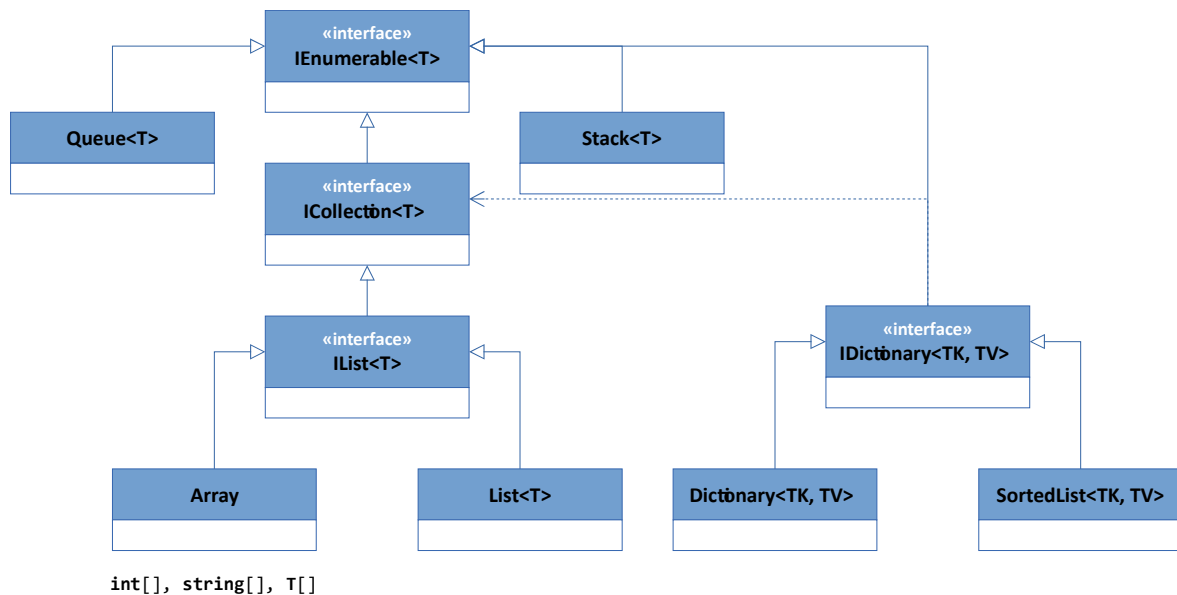 «interface»
IEnumerable<T>
Queue<T>
Stack<T>
«interface»
ICollection<T>
«interface»
IList<T>
«interface»
IDictionary<TK, TV>
Array
List<T>
Dictionary<TK, TV>
SortedList<TK, TV>
int[], string[], T[]